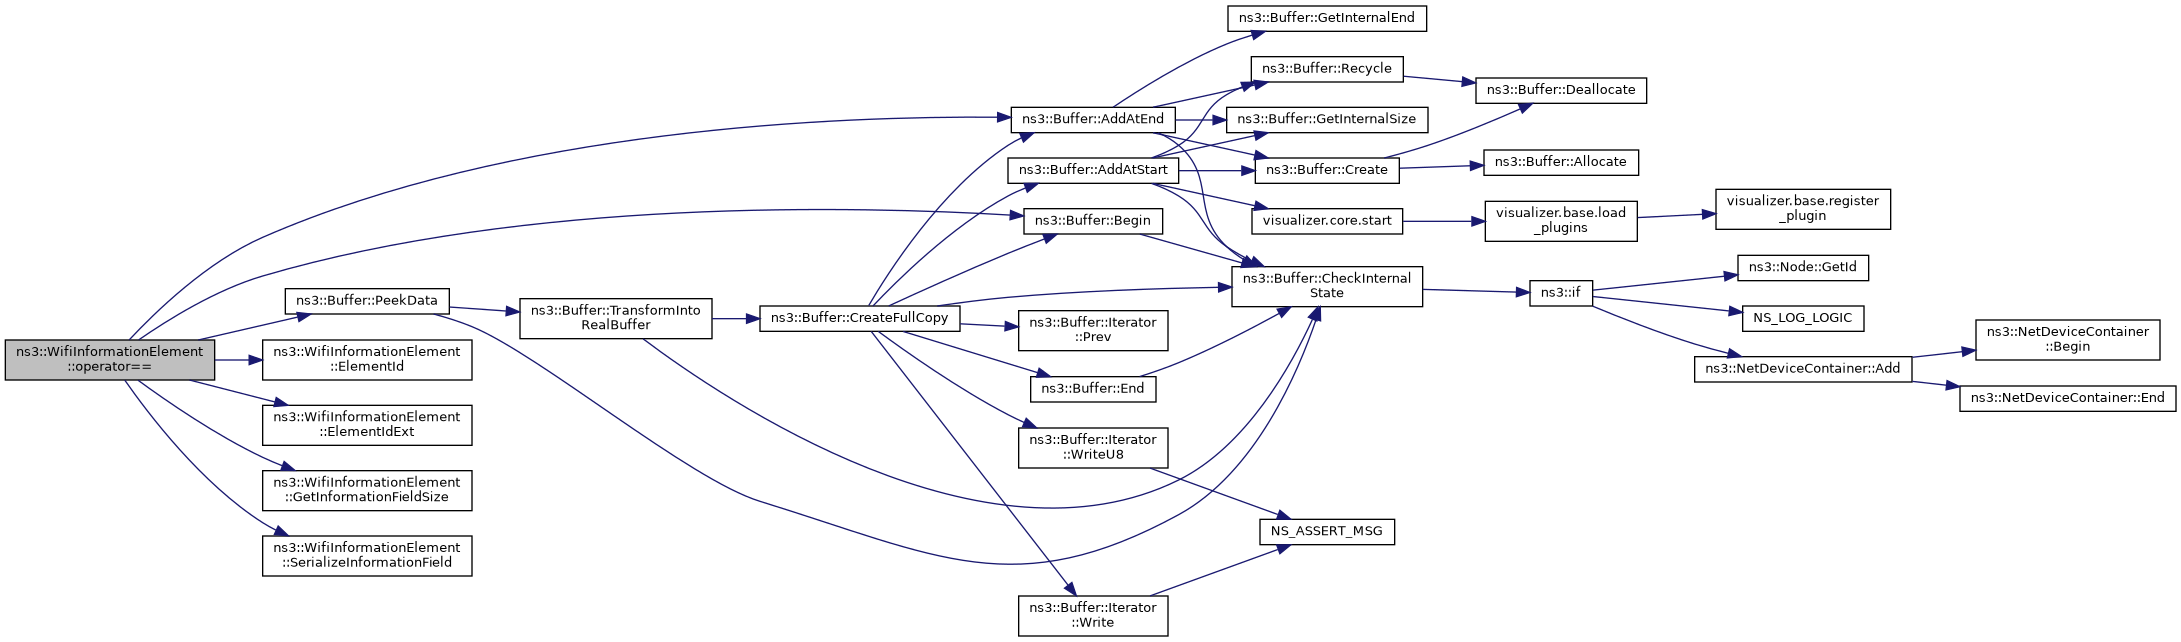 ns3::WifiInformationElement
::operator==
ns3::Buffer::PeekData
ns3::WifiInformationElement
::ElementId
ns3::WifiInformationElement
::ElementIdExt
ns3::WifiInformationElement
::GetInformationFieldSize
ns3::WifiInformationElement
::SerializeInformationField
ns3::Buffer::TransformInto
RealBuffer
ns3::Buffer::CreateFullCopy
ns3::Buffer::AddAtEnd
ns3::Buffer::AddAtStart
ns3::Buffer::Begin
ns3::Buffer::Iterator
::Prev
ns3::Buffer::End
ns3::Buffer::Iterator
::WriteU8
ns3::Buffer::Iterator
::Write
ns3::Buffer::GetInternalEnd
ns3::Buffer::Recycle
ns3::Buffer::GetInternalSize
ns3::Buffer::Create
visualizer.core.start
ns3::Buffer::CheckInternal
State
NS_ASSERT_MSG
ns3::Buffer::Deallocate
ns3::Buffer::Allocate
visualizer.base.load
_plugins
ns3::if
visualizer.base.register
_plugin
ns3::Node::GetId
NS_LOG_LOGIC
ns3::NetDeviceContainer::Add
ns3::NetDeviceContainer
::Begin
ns3::NetDeviceContainer::End